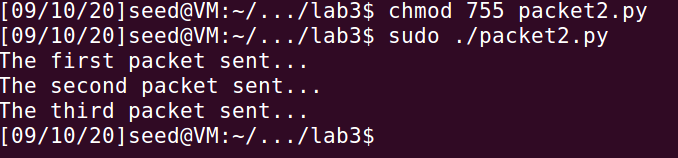 [09/10/20]seed@VM:~/.../lab3$ chmod 755 packet2.py
[09/10/20]seed@VM:~/.../lab3$ sudo ./packet2.py
The first packet sent...
The second packet sent...
The third packet sent...
[09/10/20]seed@VM:~/.../lab3$